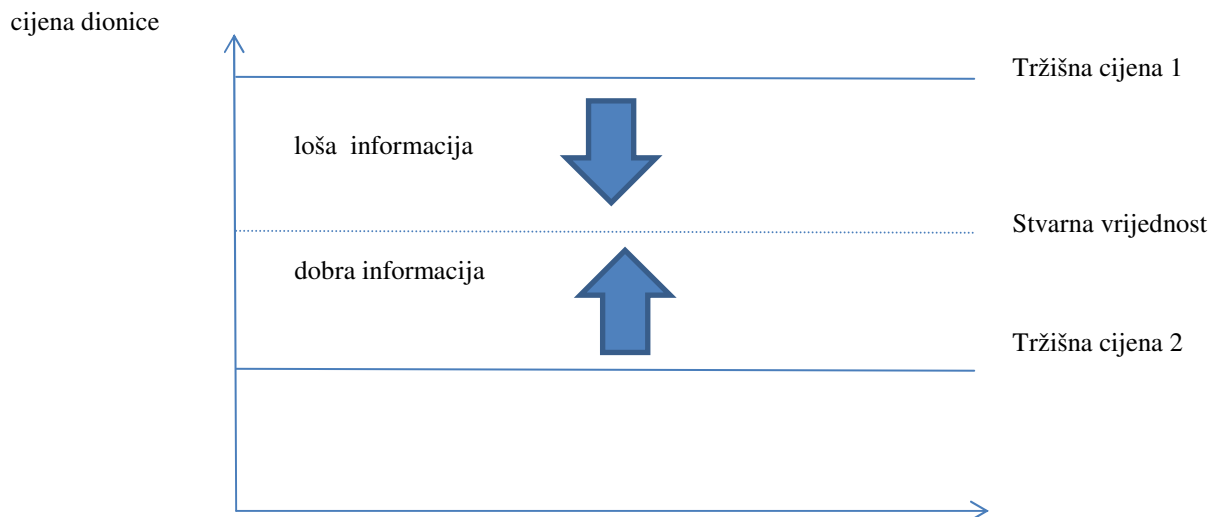 cijena dionice
Tržišna cijena 1
loša  informacija
Stvarna vrijednost
dobra informacija
Tržišna cijena 2